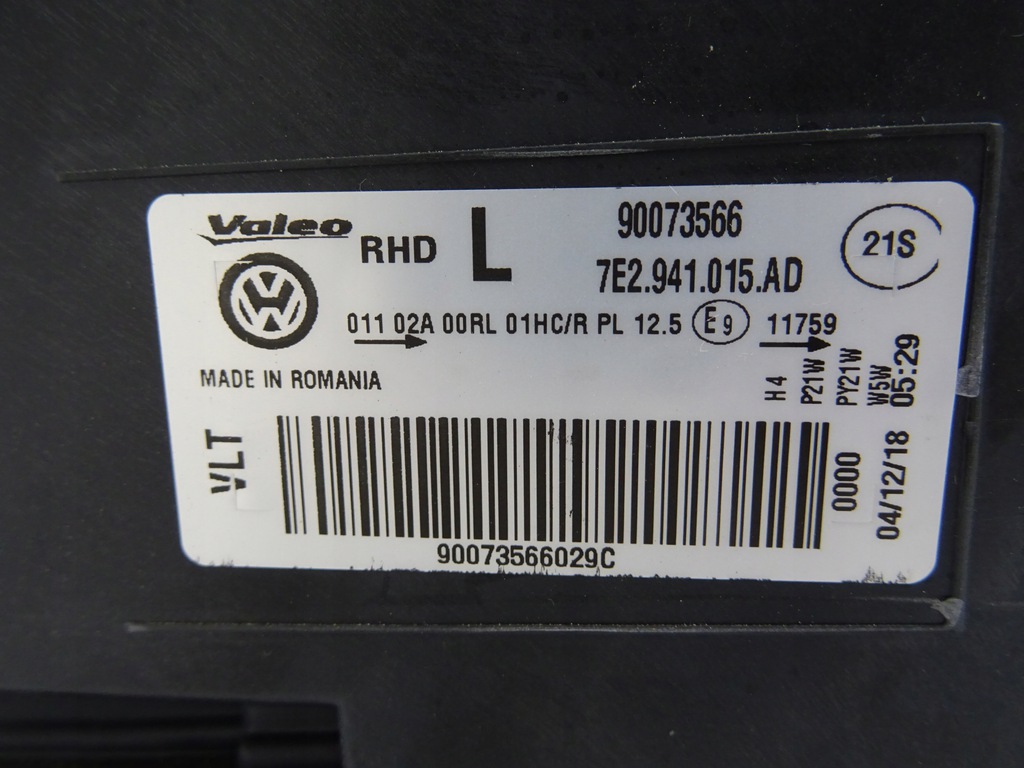 Valeo RHD L 90073566 21S
7E2.941.015.AD
011 02A 00RL 01HC/R PL 12.5 E9 11759
MADE IN ROMANIA
H4
P21W
PY21W
W5W
05:29
VLT
0000
04/12/18
90073566029C